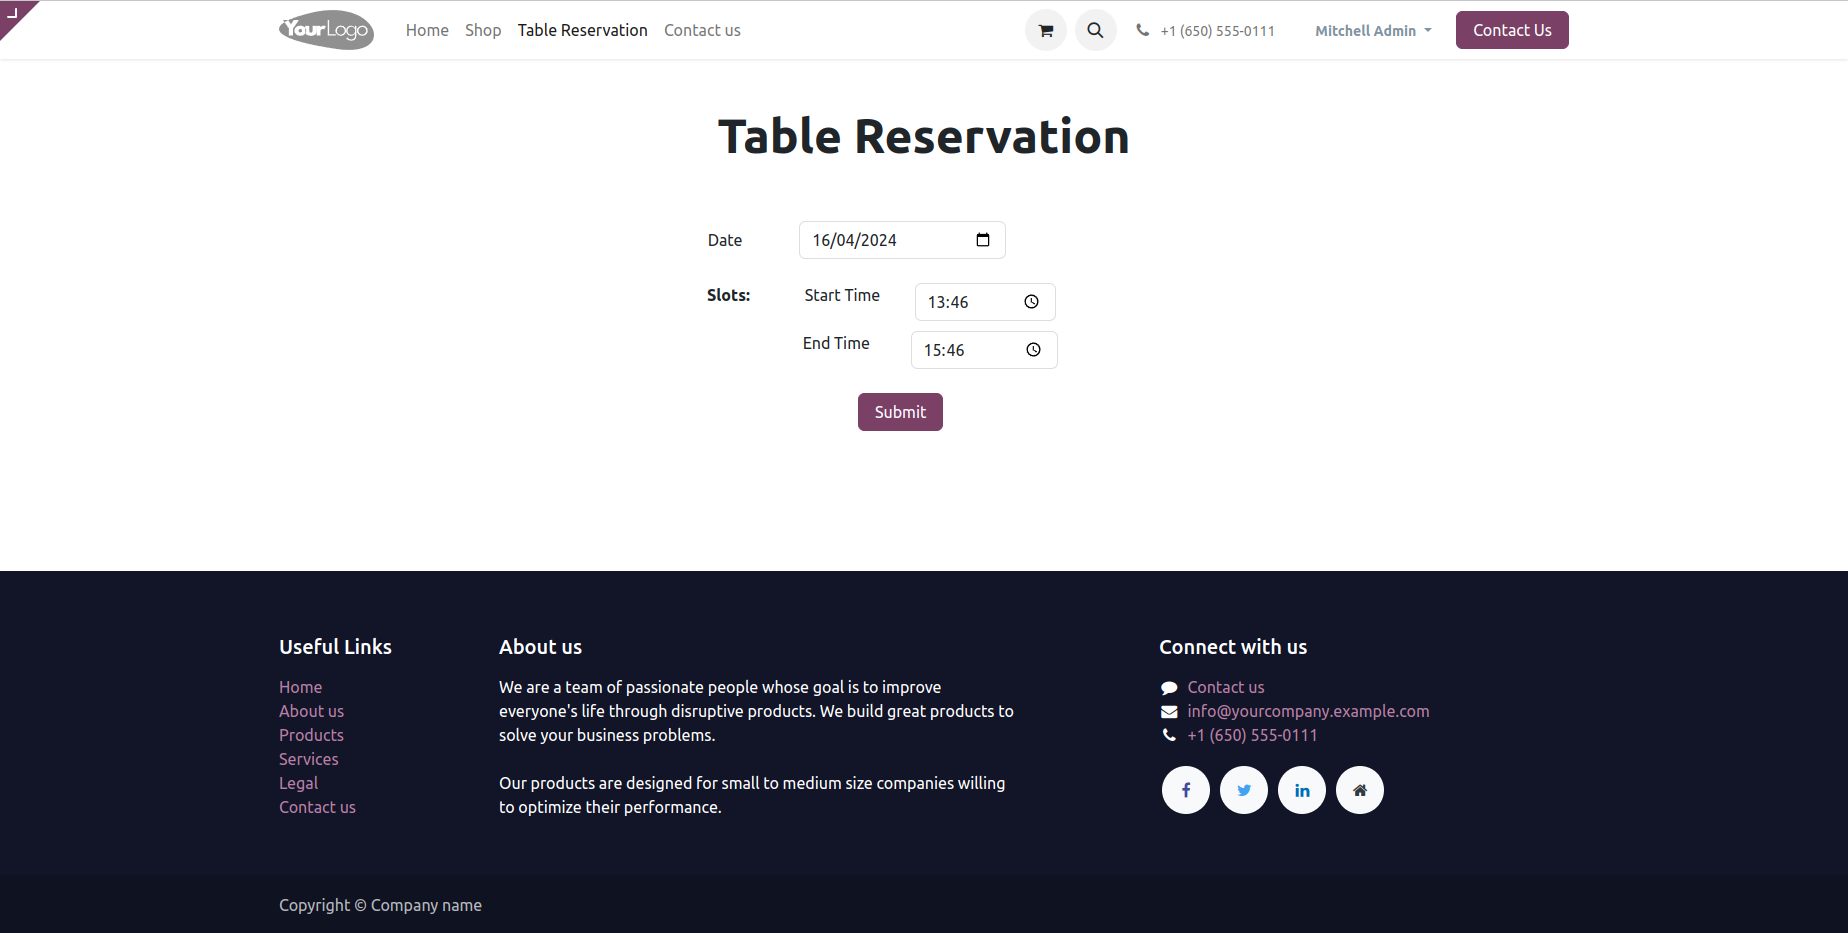 YourLogo Home Shop Table Reservation Contact us +1 (650) 555-0111 Mitchell Admin Contact Us
Table Reservation
Date 16/04/2024
Slots: Start Time 13:46
End Time 15:46
Submit
Useful Links
Home
About us
Products
Services
Legal
Contact us
About us
We are a team of passionate people whose goal is to improve
everyone's life through disruptive products. We build great products to
solve your business problems.
Our products are designed for small to medium size companies willing
to optimize their performance.
Connect with us
Contact us
info@yourcompany.example.com
+1 (650) 555-0111
Copyright © Company name